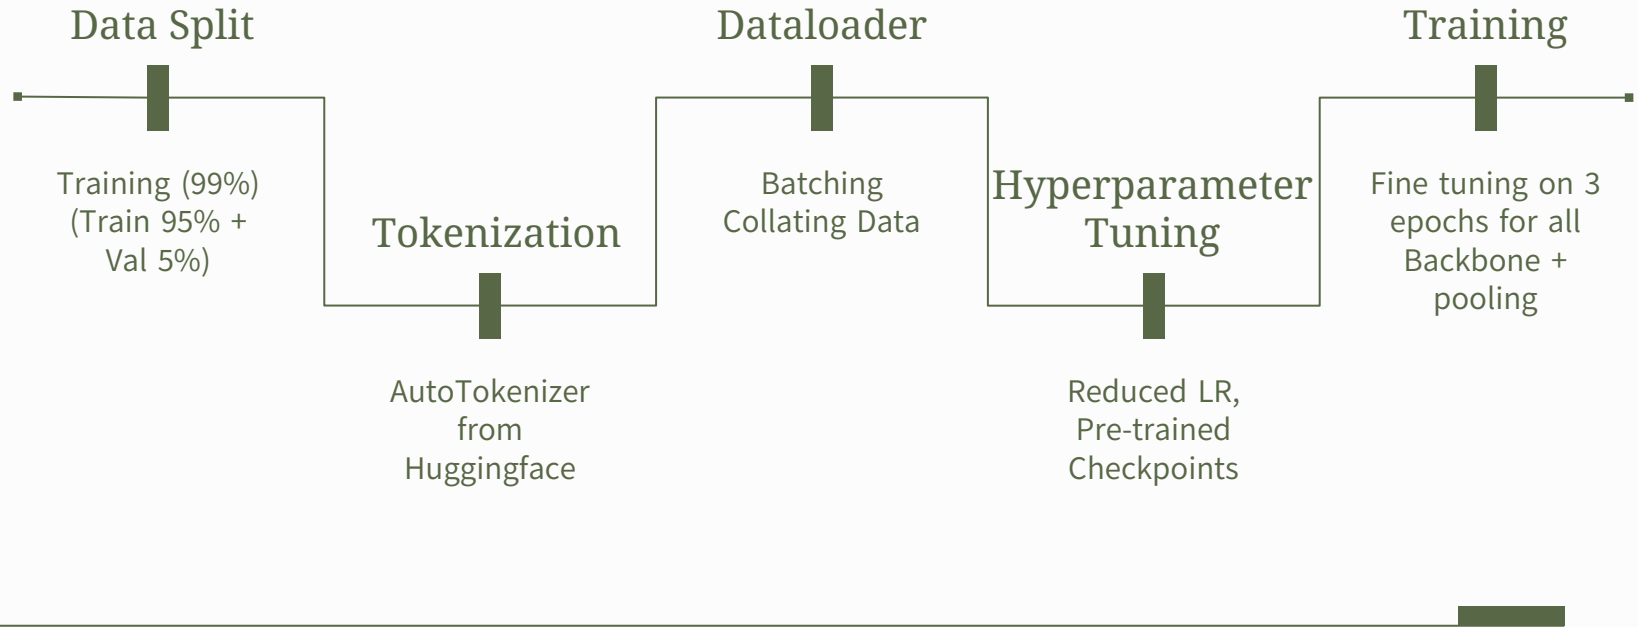 Data Split
Training (99%)
(Train 95% +
Val 5%)
Tokenization
AutoTokenizer
from
Huggingface
Dataloader
Batching
Collating Data
Hyperparameter
Tuning
Reduced LR,
Pre-trained
Checkpoints
Training
Fine tuning on 3
epochs for all
Backbone +
pooling